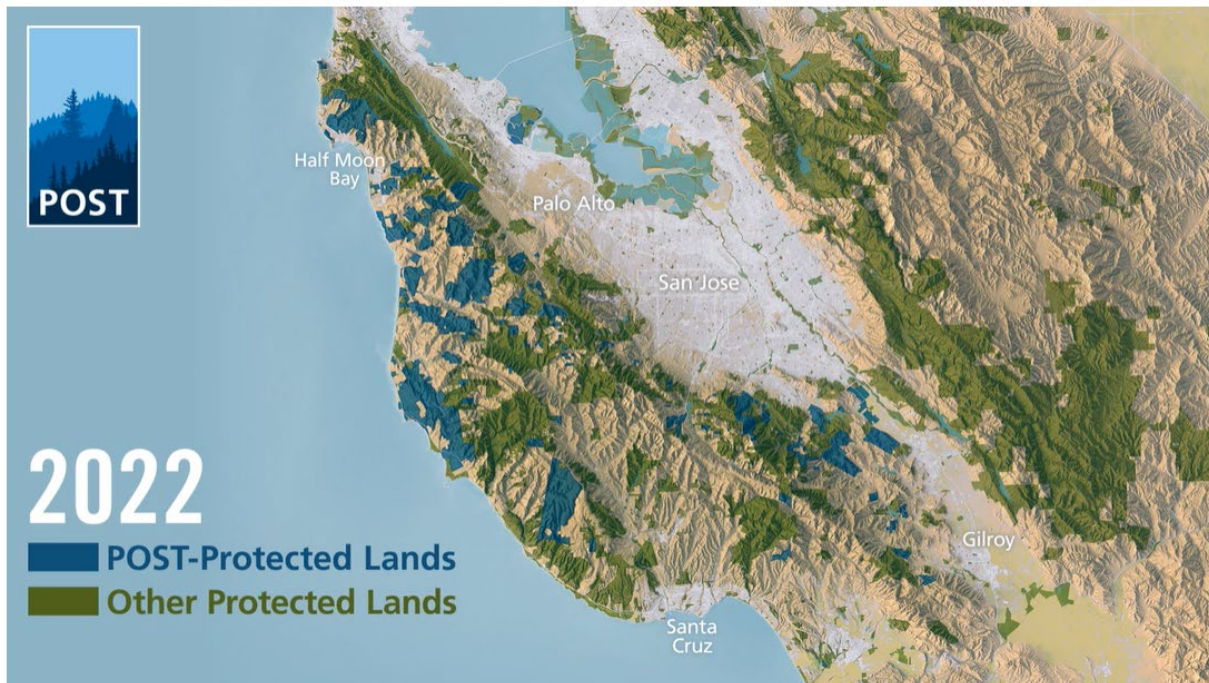 POST
Half Moon
Bay
Palo Alto
San Jose
2022
POST-Protected Lands
Other Protected Lands
Gilroy
Santa
Cruz